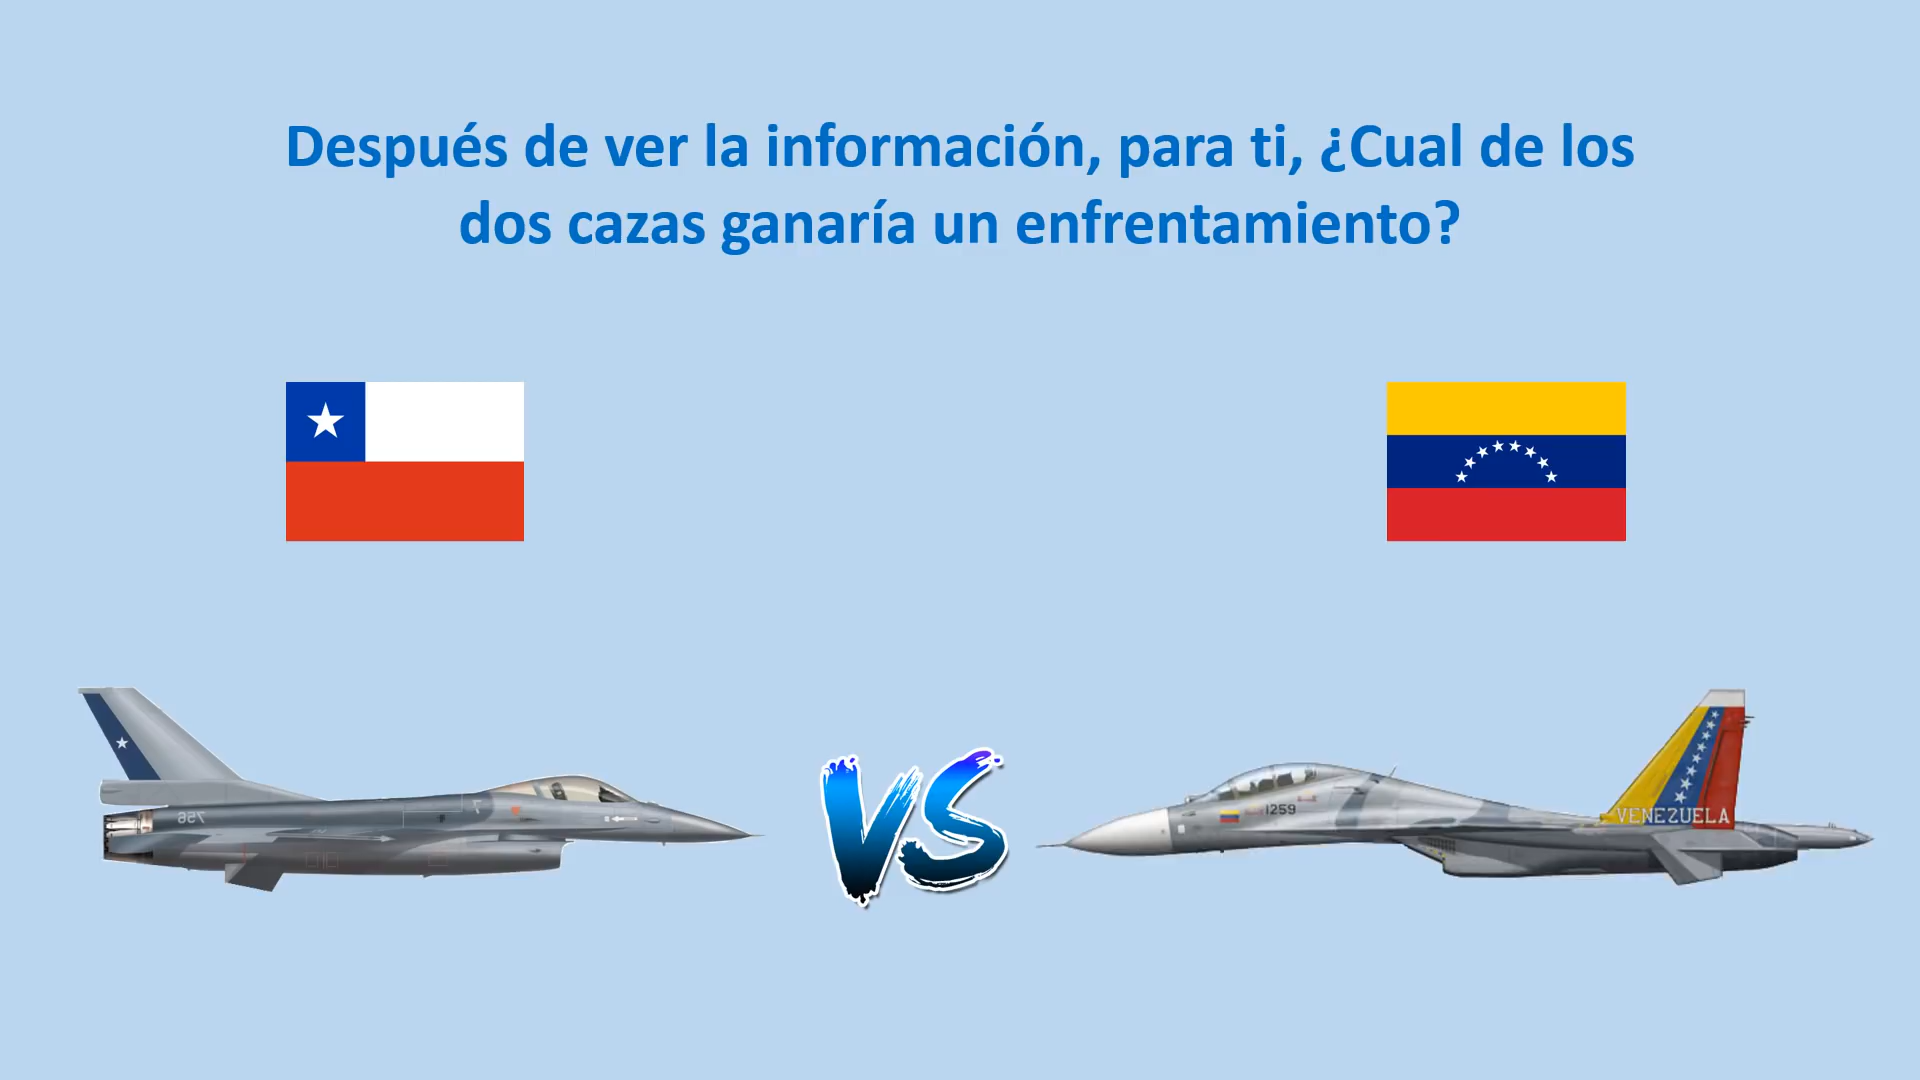 Después de ver la información, para ti, ¿Cual de los
dos cazas ganaría un enfrentamiento?
VS
756
1259
VENEZUELA